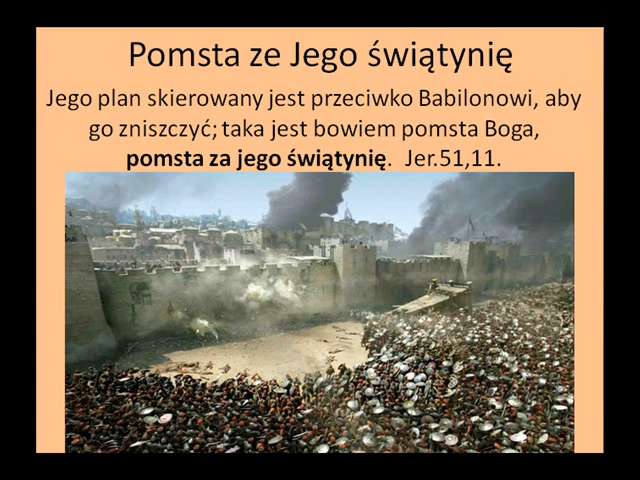 Pomsta ze Jego świątynię
Jego plan skierowany jest przeciwko Babilonowi, aby
go zniszczyć; taka jest bowiem pomsta Boga,
pomsta za jego świątynię. Jer.51,11.